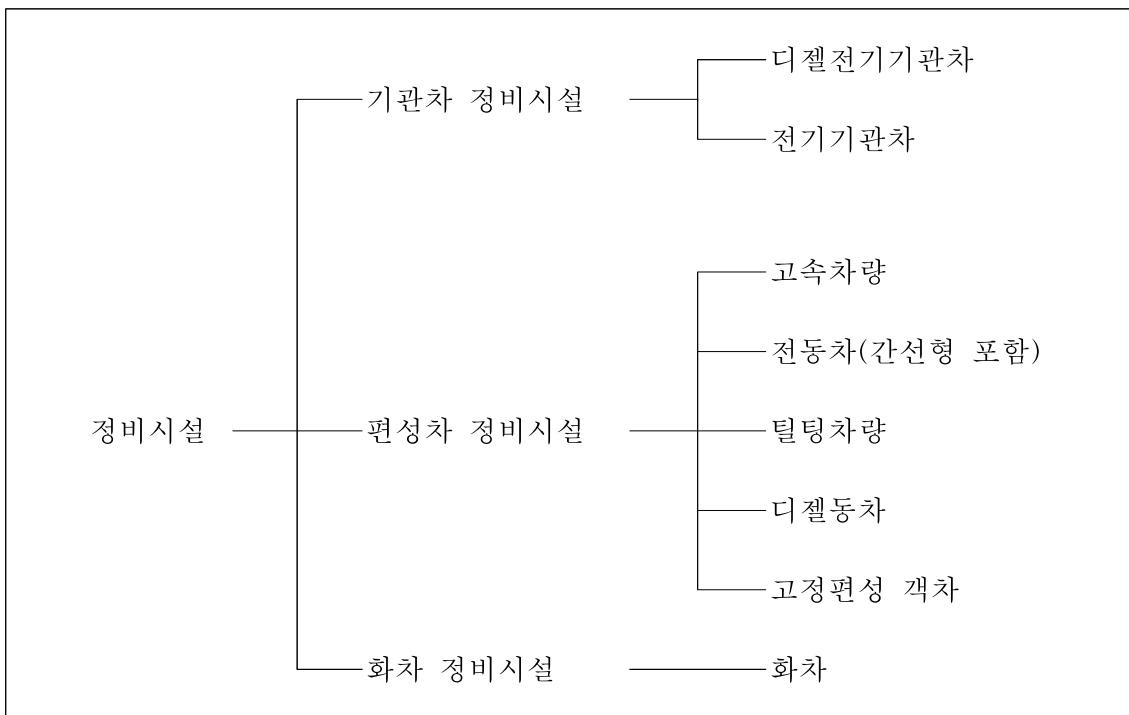 디젤전기기관차
기관차 정비시설
전기기관차
고속차량
전동차(간선형 포함)
정비시설
편성차 정비시설
틸팅차량
디젤동차
고정편성 객차
화차 정비시설
화차